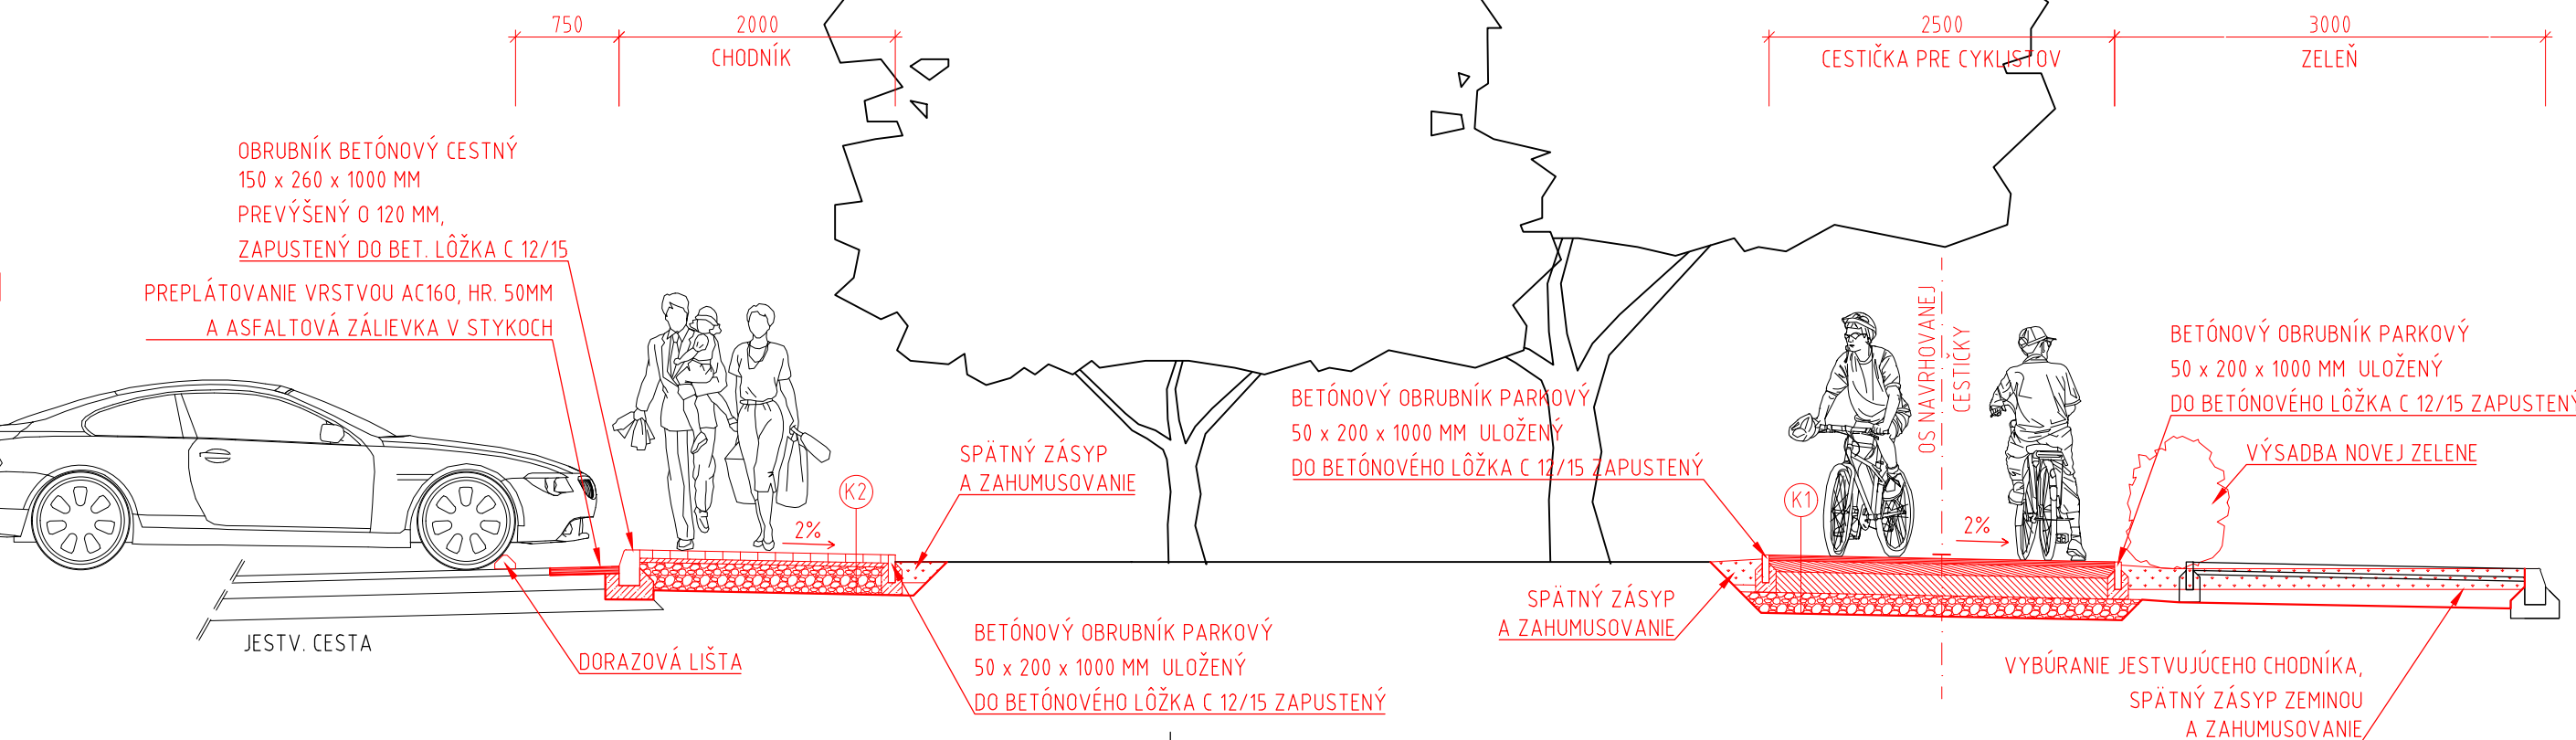 750
2000
CHODNÍK
2500
CESTIČKA PRE CYKLISTOV
3000
ZELEŇ
OBRUBNÍK BETÓNOVÝ CESTNÝ
150 x 260 x 1000 MM
PREVÝŠENÝ O 120 MM,
ZAPUSTENÝ DO BET. LÔŽKA C 12/15
PREPLÁTOVANIE VRSTVOU AC16O, HR. 50MM
A ASFALTOVÁ ZÁLIEVKA V STYKOCH
K2
2%
SPÄTNÝ ZÁSYP
A ZAHUMUSOVANIE
BETÓNOVÝ OBRUBNÍK PARKOVÝ
50 x 200 x 1000 MM ULOŽENÝ
DO BETÓNOVÉHO LÔŽKA C 12/15 ZAPUSTENÝ
K1
OS NAVRHOVANEJ
CESTIČKY
2%
BETÓNOVÝ OBRUBNÍK PARKOVÝ
50 x 200 x 1000 MM ULOŽENÝ
DO BETÓNOVÉHO LÔŽKA C 12/15 ZAPUSTENÝ
VÝSADBA NOVEJ ZELENE
JESTV. CESTA
DORAZOVÁ LIŠTA
BETÓNOVÝ OBRUBNÍK PARKOVÝ
50 x 200 x 1000 MM ULOŽENÝ
DO BETÓNOVÉHO LÔŽKA C 12/15 ZAPUSTENÝ
SPÄTNÝ ZÁSYP
A ZAHUMUSOVANIE
VYBÚRANIE JESTVUJÚCEHO CHODNÍKA,
SPÄTNÝ ZÁSYP ZEMINOU
A ZAHUMUSOVANIE